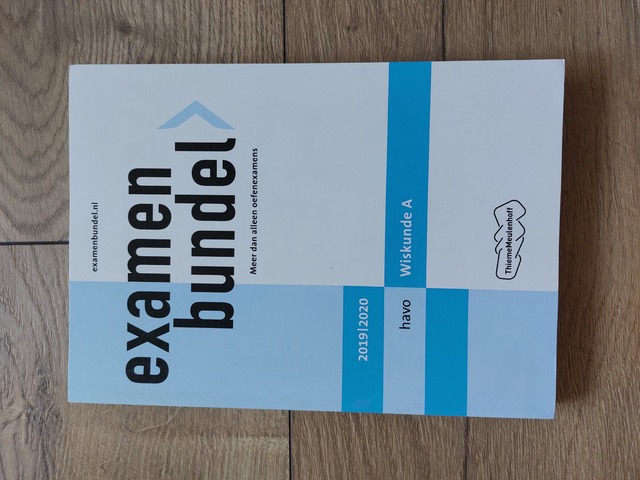 examenbundel.nl
examen
bundel>
Meer dan alleen oefenexamens
2019|2020
havo
Wiskunde A
ThiemeMeulenhoff